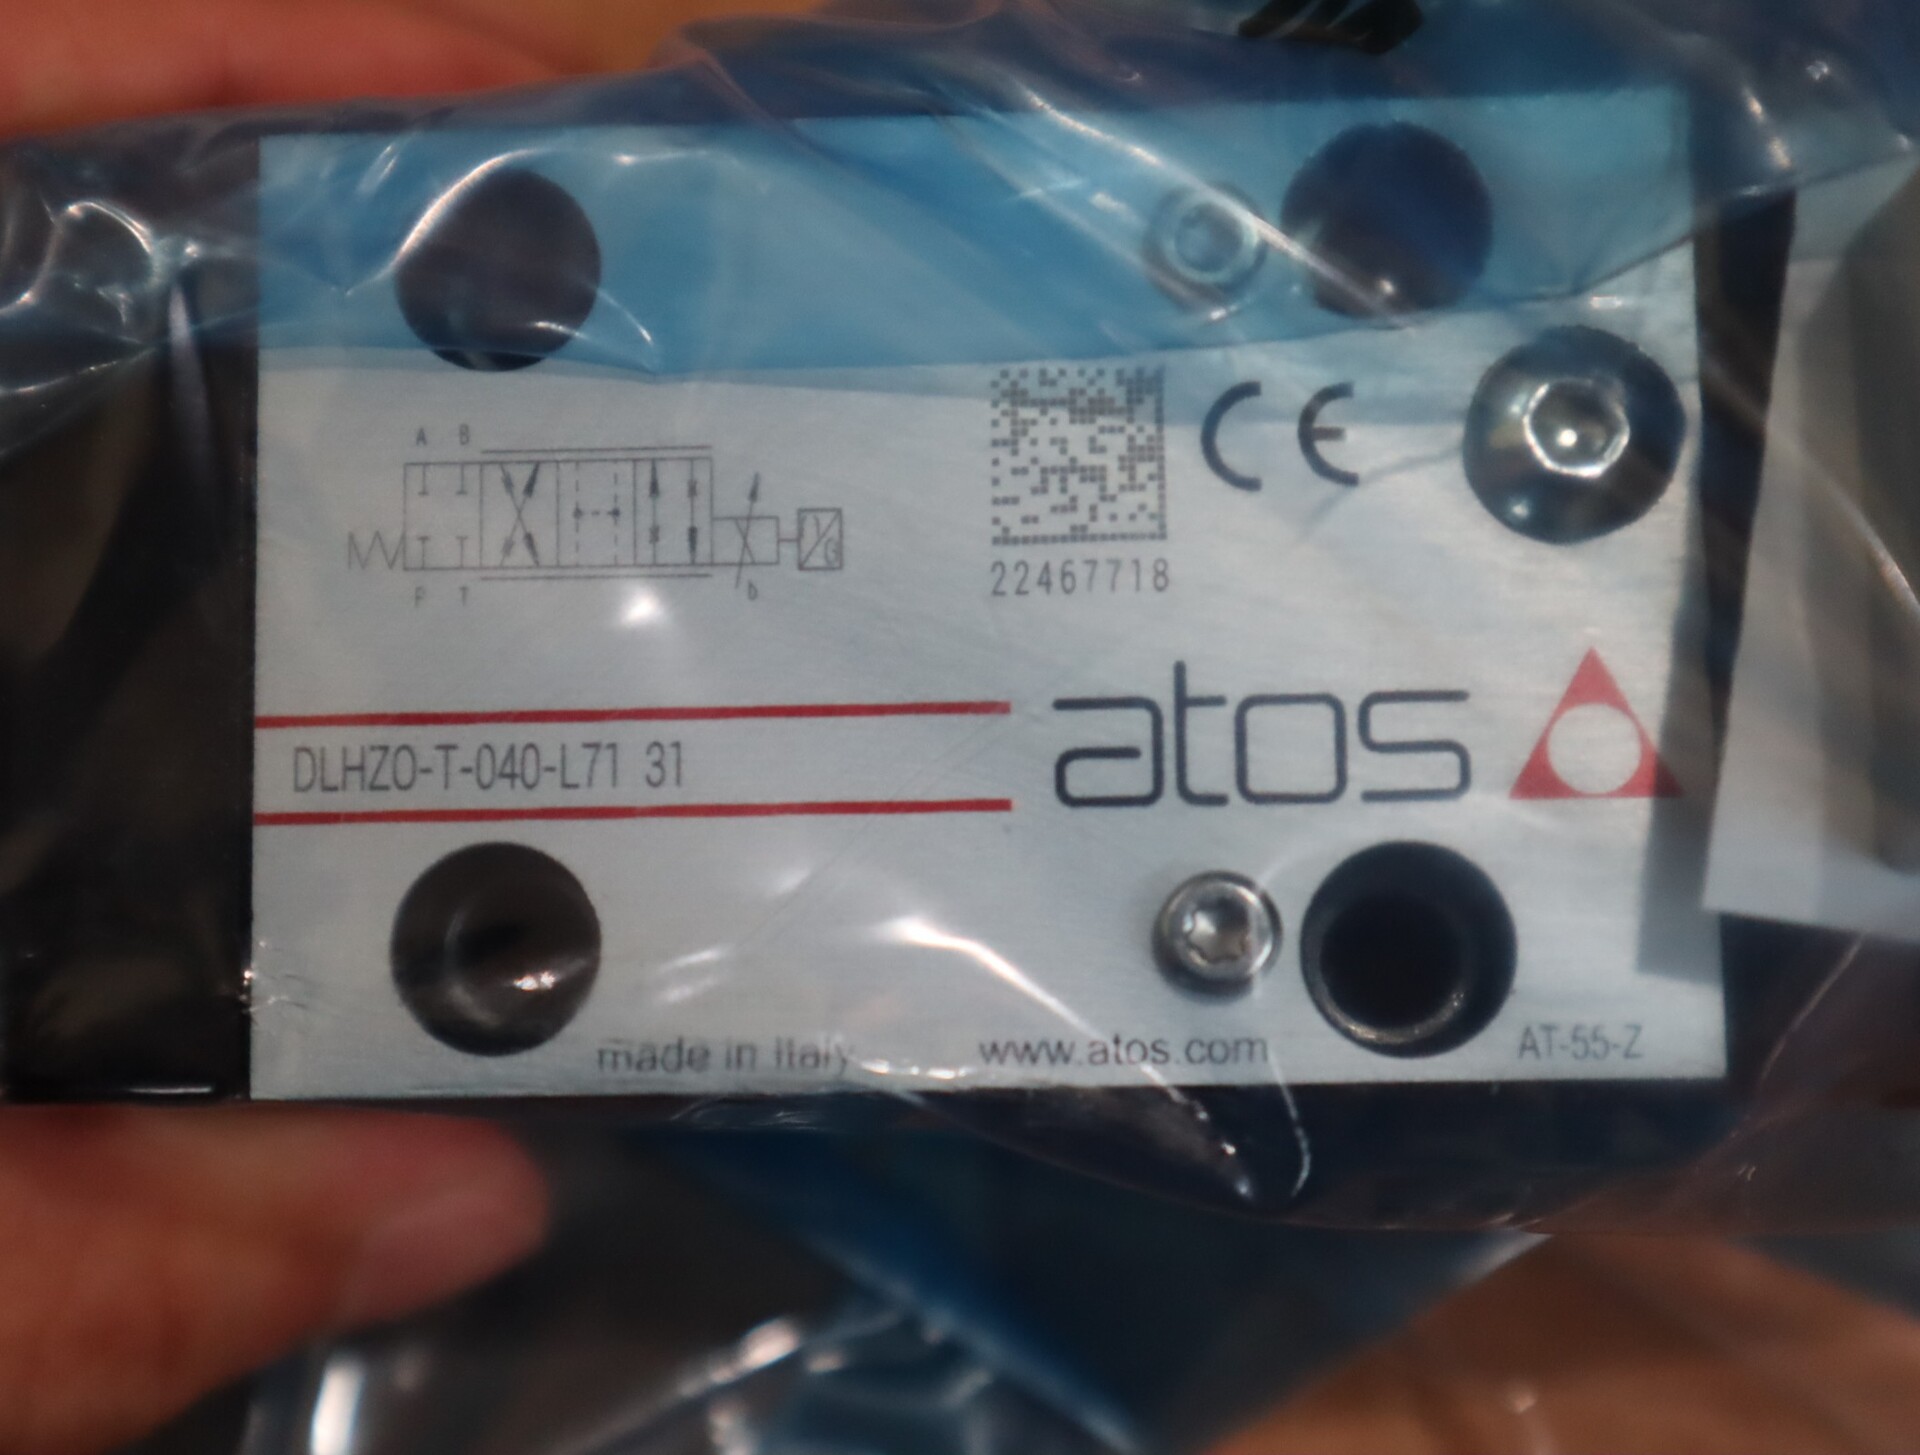 A B
P T b
22467718
CE
DLHZO-T-040-L71 31
atos
made in Italy www.atos.com AT-55-Z